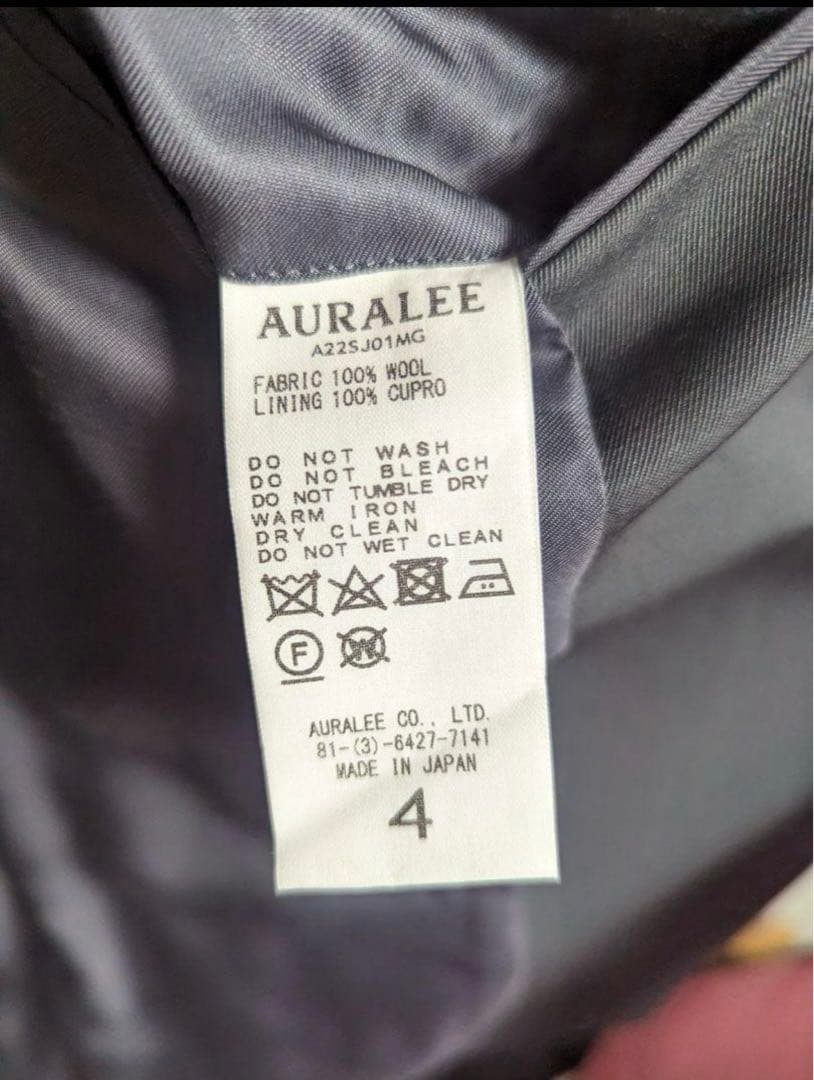 AURALEE
A22SJ01MG
FABRIC 100% WOOL
LINING 100% CUPRO
DO NOT WASH
DO NOT BLEACH
DO NOT TUMBLE DRY
WARM IRON
DRY CLEAN
DO NOT WET CLEAN
F W
AURALEE CO., LTD.
81-(3)-6427-7141
MADE IN JAPAN
4